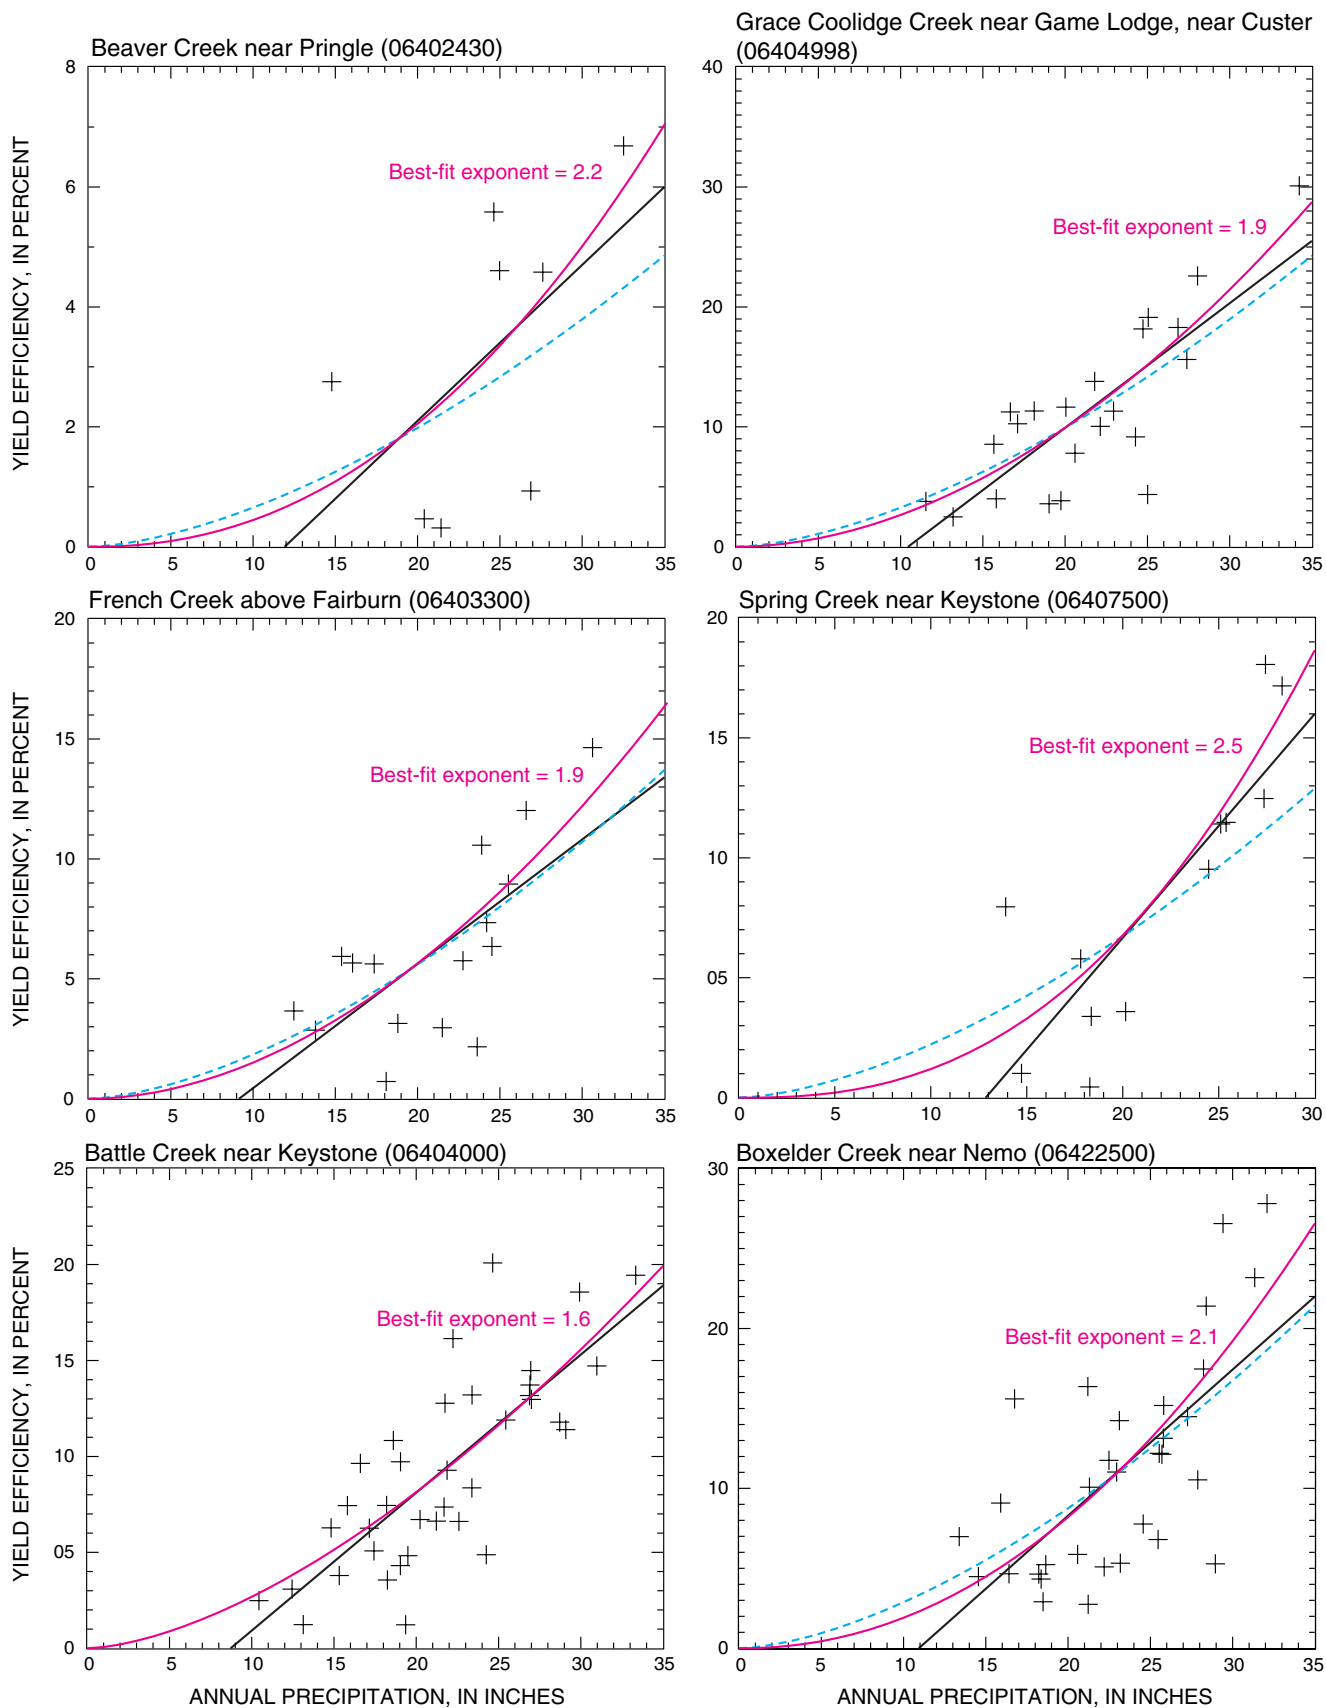 Beaver Creek near Pringle (06402430)
8
6
4
2
0
0 5 10 15 20 25 30 35
YIELD EFFICIENCY, IN PERCENT
Best-fit exponent = 2.2
Grace Coolidge Creek near Game Lodge, near Custer
(06404998)
40
30
20
10
0
0 5 10 15 20 25 30 35
Best-fit exponent = 1.9
French Creek above Fairburn (06403300)
20
15
10
5
0
0 5 10 15 20 25 30 35
YIELD EFFICIENCY, IN PERCENT
Best-fit exponent = 1.9
Spring Creek near Keystone (06407500)
20
15
10
05
0
0 5 10 15 20 25 30
Best-fit exponent = 2.5
Battle Creek near Keystone (06404000)
25
20
15
10
05
0
0 5 10 15 20 25 30 35
YIELD EFFICIENCY, IN PERCENT
Best-fit exponent = 1.6
ANNUAL PRECIPITATION, IN INCHES
Boxelder Creek near Nemo (06422500)
30
20
10
0
0 5 10 15 20 25 30 35
Best-fit exponent = 2.1
ANNUAL PRECIPITATION, IN INCHES